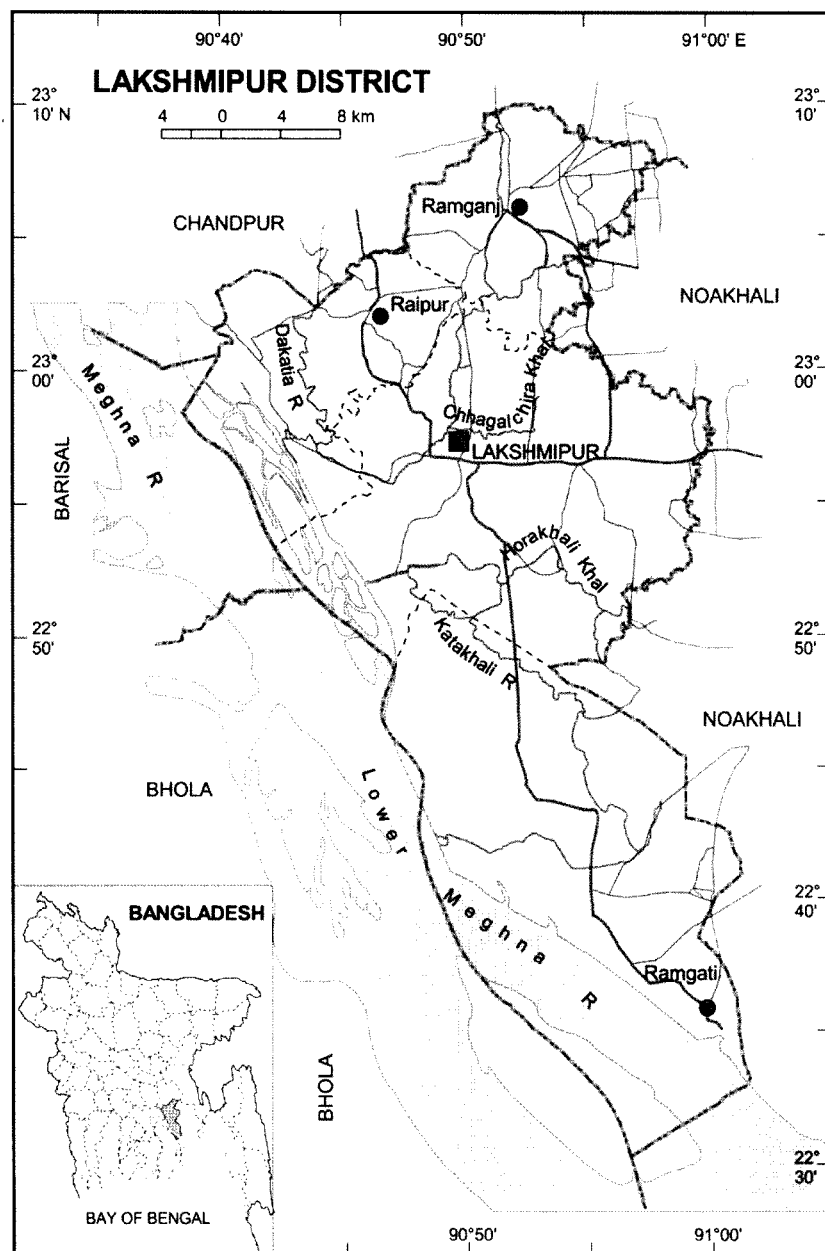 90°40' 90°50' 91°00' E
LAKSHMIPUR DISTRICT
23°
10' N
23°
10'
4 0 4 8 km
Ramganj
CHANDPUR
NOAKHALI
Raipur
Dakatia R
23°
00'
23°
00'
Meghna R
Chhagalchira Khal
BARISAL
LAKSHMIPUR
Horakhali Khal
22°
50'
22°
50'
Katakhali R
NOAKHALI
BHOLA
Lower
Meghna R
BANGLADESH
22°
40'
Ramgati
BHOLA
22°
30'
BAY OF BENGAL
90°50' 91°00'